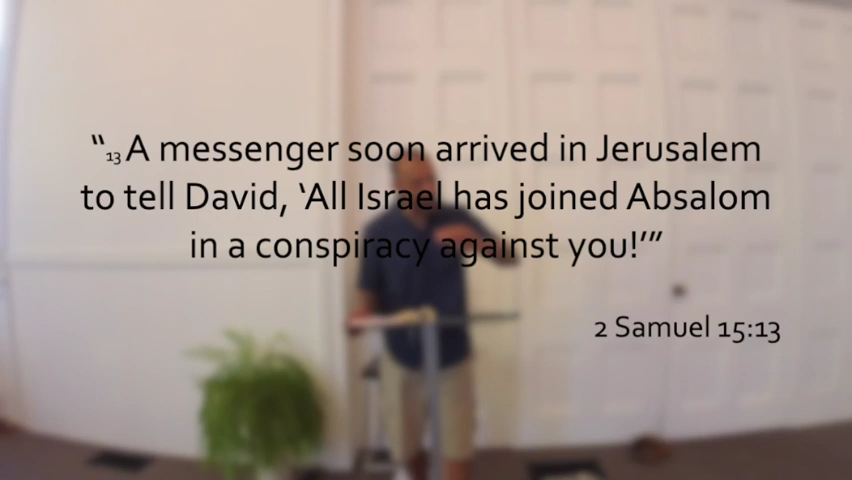 “13 A messenger soon arrived in Jerusalem
to tell David, ‘All Israel has joined Absalom
in a conspiracy against you!’”
2 Samuel 15:13